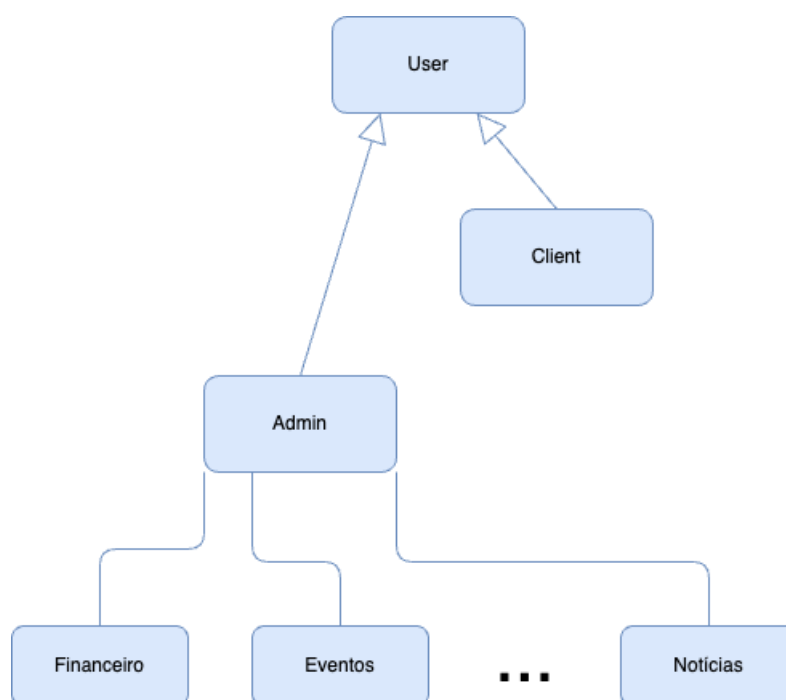 User
Client
Admin
Financeiro
Eventos
...
Notícias